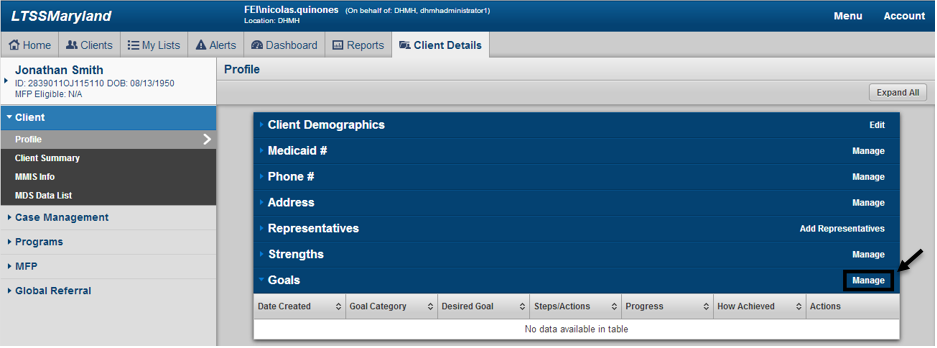 LTSSMaryland
FEI\nicolas.quinones (On behalf of: DHMH, dhmhadministrator1)
Location: DHMH
Menu Account
Home Clients My Lists Alerts Dashboard Reports Client Details
Jonathan Smith
ID: 2839011OJ115110 DOB: 08/13/1950
MFP Eligible: N/A
Client
Profile
Client Summary
MMIS Info
MDS Data List
Case Management
Programs
MFP
Global Referral
Profile
Expand All
Client Demographics Edit
Medicaid # Manage
Phone # Manage
Address Manage
Representatives Add Representatives
Strengths Manage
Goals Manage
Date Created Goal Category Desired Goal Steps/Actions Progress How Achieved Actions
No data available in table